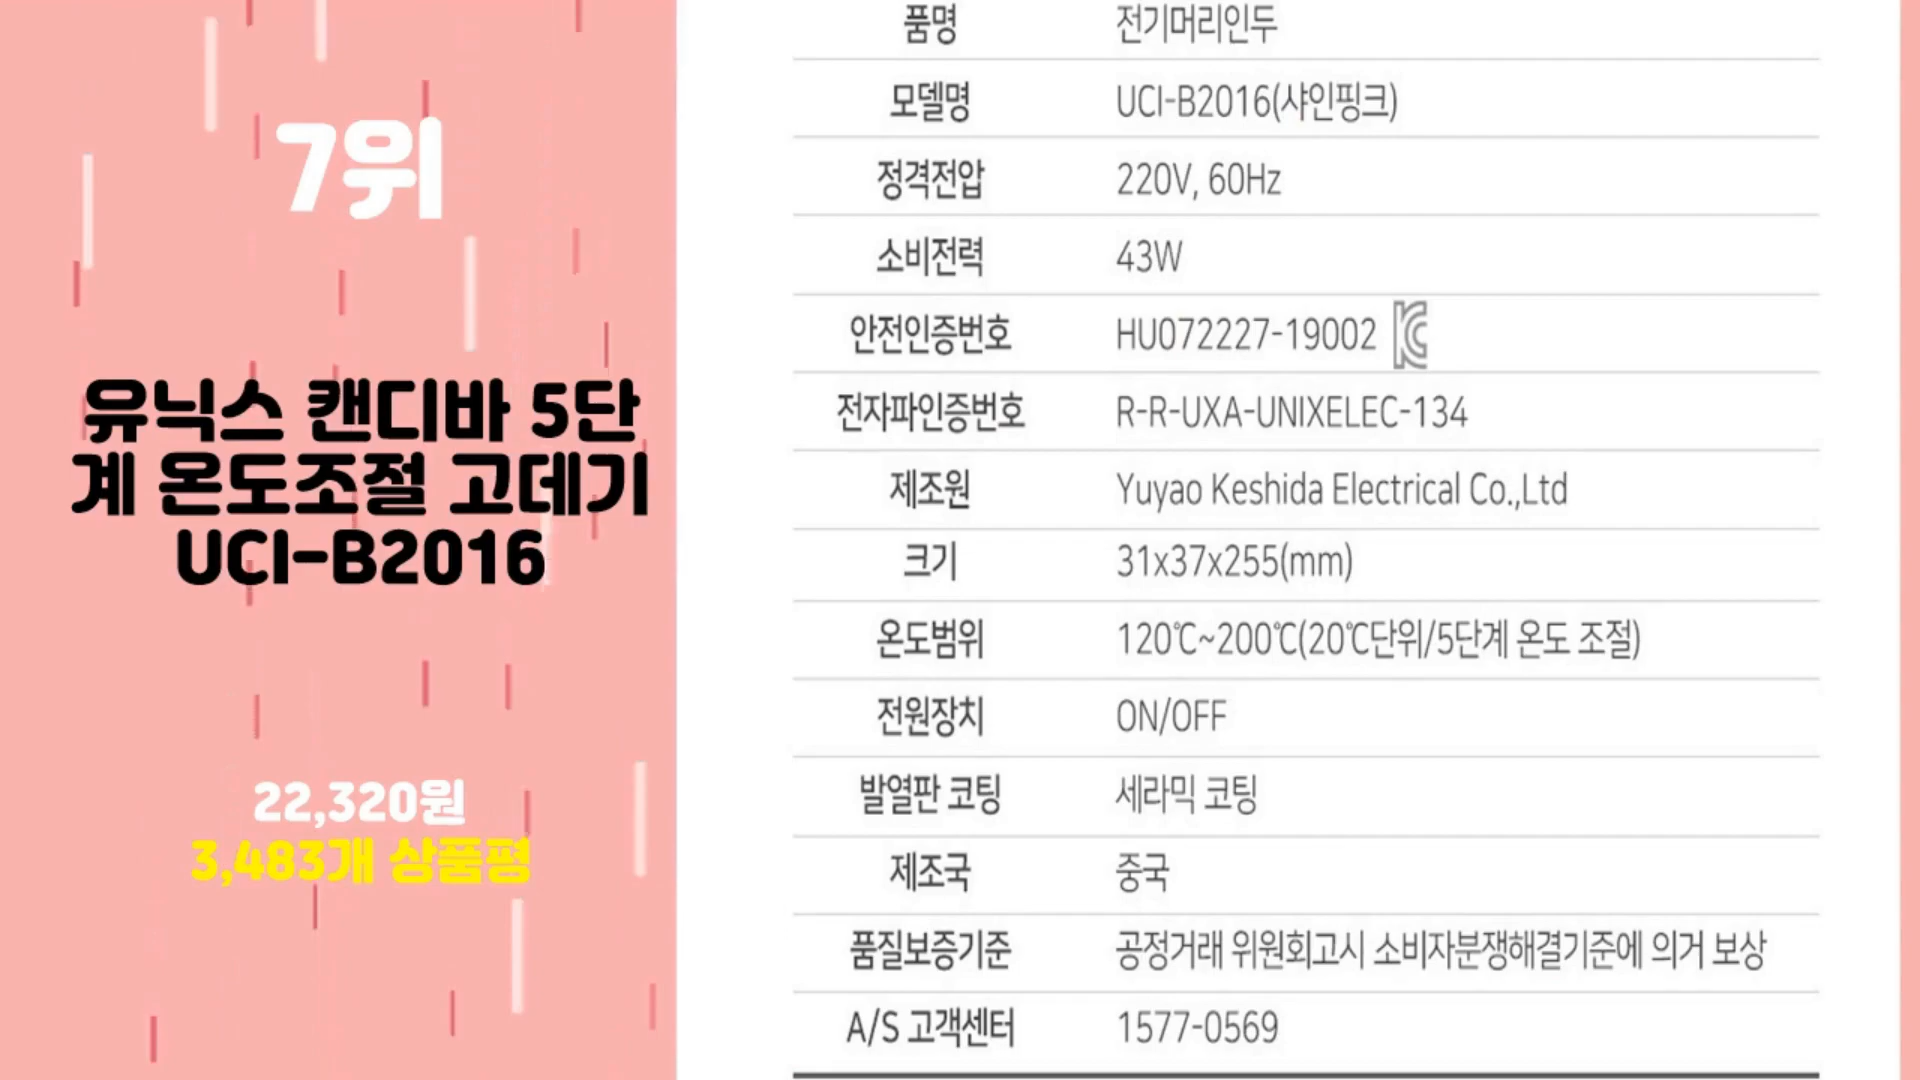 7위
유닉스 캔디바 5단
계 온도조절 고데기
UCI-B2016
22,320원
3,483개 상품평
품명 전기머리인두
모델명 UCI-B2016(샤인핑크)
정격전압 220V, 60Hz
소비전력 43W
안전인증번호 HU072227-19002
전자파인증번호 R-R-UXA-UNIXELEC-134
제조원 Yuyao Keshida Electrical Co.,Ltd
크기 31x37x255(mm)
온도범위 120℃~200℃(20℃단위/5단계 온도 조절)
전원장치 ON/OFF
발열판 코팅 세라믹 코팅
제조국 중국
품질보증기준 공정거래 위원회고시 소비자분쟁해결기준에 의거 보상
A/S 고객센터 1577-0569